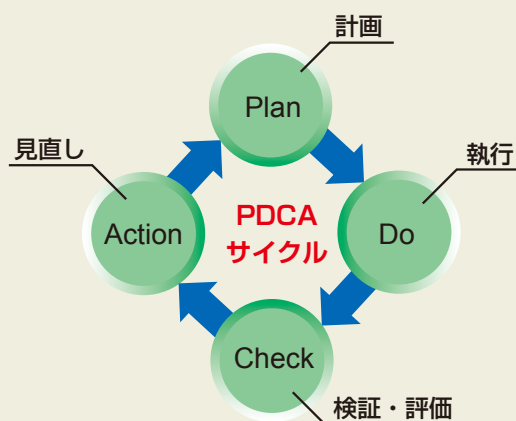 計画
Plan
見直し
執行
Action
PDCA
サイクル
Do
Check
検証・評価